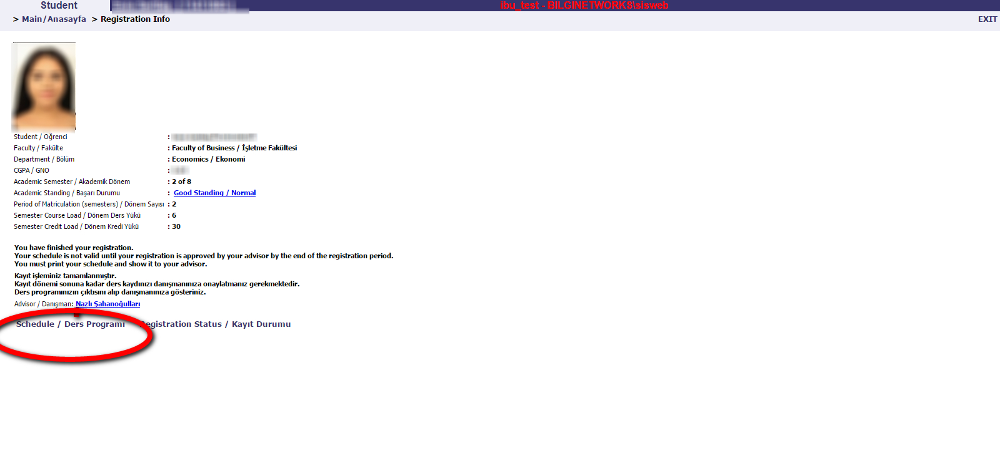 Student
ibu_test - BILGINETWORKS\sisweb
> Main/Anasayfa > Registration Info
EXIT
Student / Öğrenci :
Faculty / Fakülte : Faculty of Business / İşletme Fakültesi
Department / Bölüm : Economics / Ekonomi
CGPA / GNO :
Academic Semester / Akademik Dönem : 2 of 8
Academic Standing / Başarı Durumu : Good Standing / Normal
Period of Matriculation (semesters) / Dönem Sayısı : 2
Semester Course Load / Dönem Ders Yükü : 6
Semester Credit Load / Dönem Kredi Yükü : 30
You have finished your registration.
Your schedule is not valid until your registration is approved by your advisor by the end of the registration period.
You must print your schedule and show it to your advisor.
Kayıt işleminiz tamamlanmıştır.
Kayıt dönemi sonuna kadar ders kaydınızı danışmanınıza onaylatmanız gerekmektedir.
Ders programınızın çıktısını alıp danışmanınıza gösteriniz.
Advisor / Danışman: Nazlı Şahanoğulları
Schedule / Ders Programı Registration Status / Kayıt Durumu